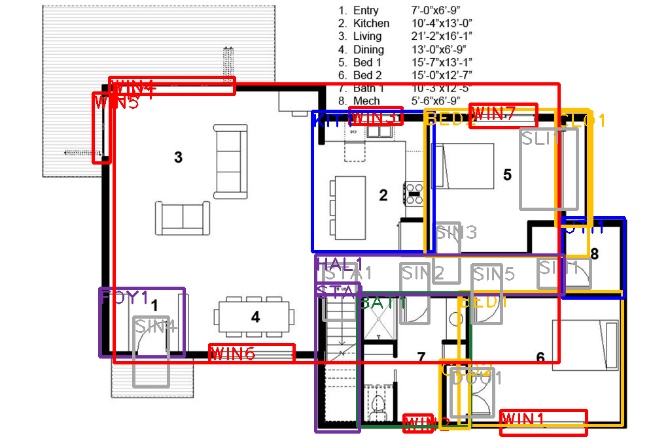 1. Entry 7'-0"x6'-9"
2. Kitchen 10'-4"x13'-0"
3. Living 21'-2"x16'-1"
4. Dining 13'-0"x6'-9"
5. Bed 1 15'-7"x13'-1"
6. Bed 2 15'-0"x12'-7"
7. Bath 1 10'-3"x12'-5"
8. Mech 5'-6"x6'-9"
WIN4
WIN5
WIN3
WIN7
SLI1
3
2
5
SIN3
8
HAL1
STA1
SIN2
SIN5
SIN1
FOY1
1
SIN4
4
STA
BAT1
BED1
WIN6
7
6
DOO1
WIN2
WIN1